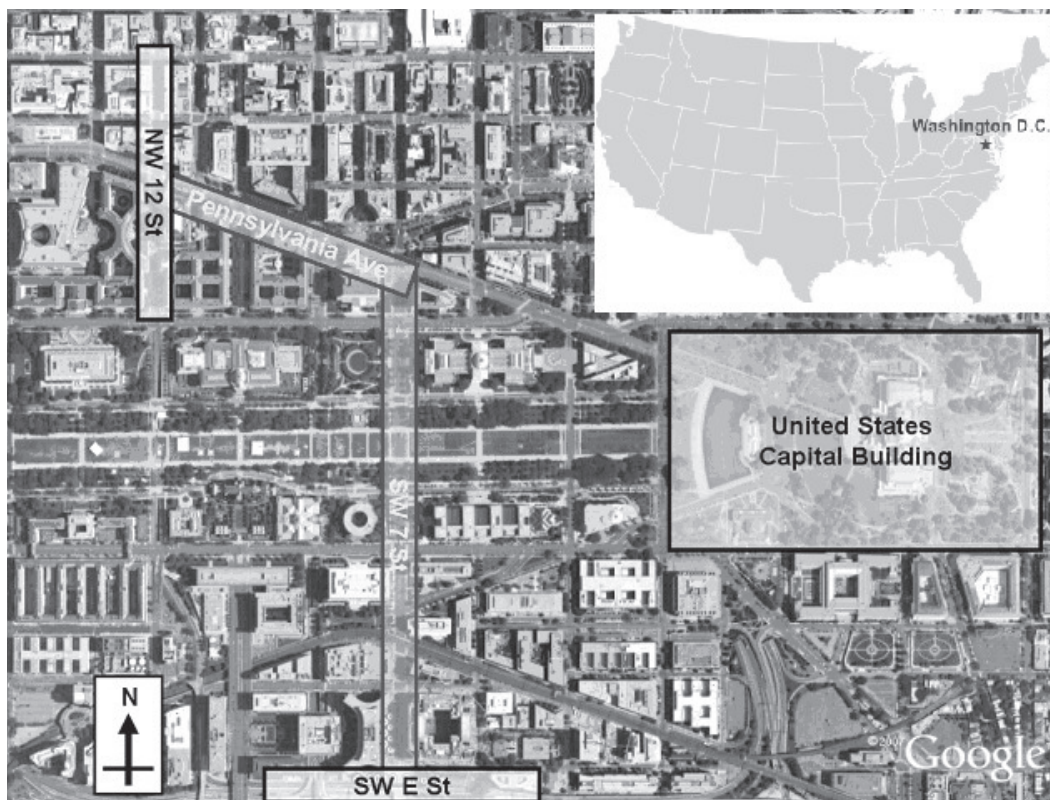 Washington D.C.
NW 12 St
Pennsylvania Ave
United States
Capital Building
SW 7 St
N
©2007 Google
SW E St